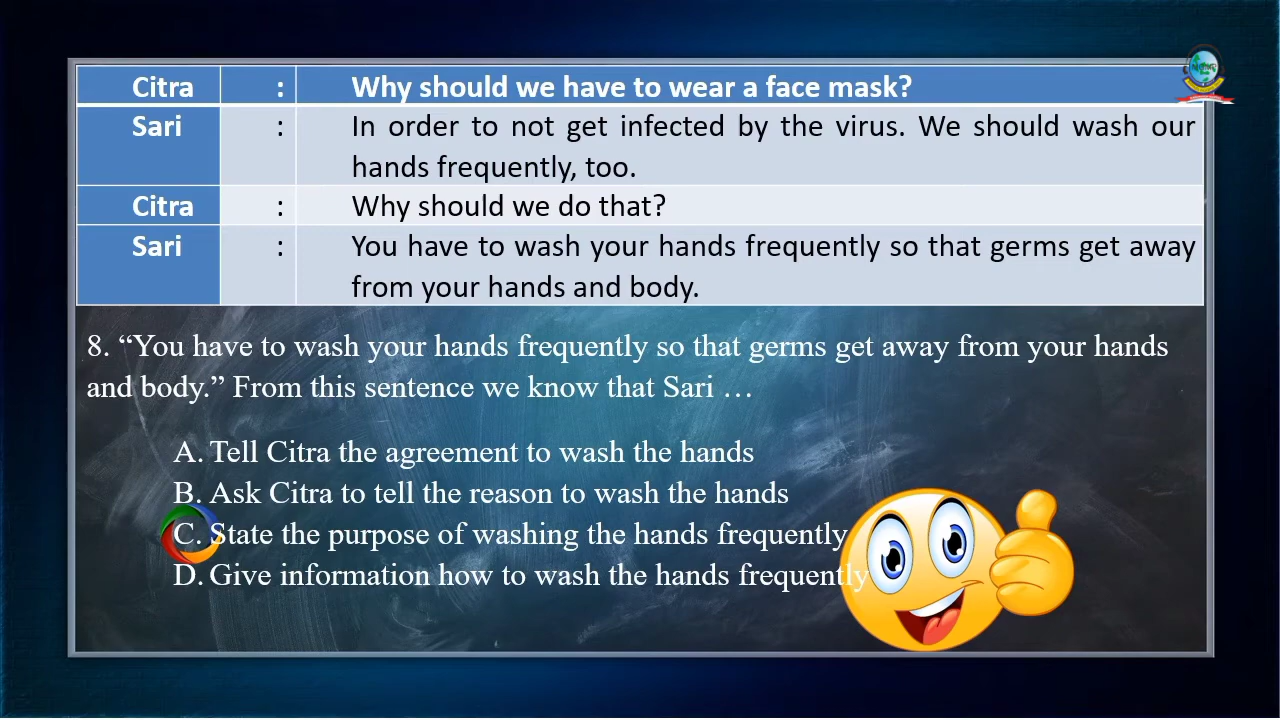 Citra : Why should we have to wear a face mask?
Sari : In order to not get infected by the virus. We should wash our
hands frequently, too.
Citra : Why should we do that?
Sari : You have to wash your hands frequently so that germs get away
from your hands and body.
8. “You have to wash your hands frequently so that germs get away from your hands
and body.” From this sentence we know that Sari …
A. Tell Citra the agreement to wash the hands
B. Ask Citra to tell the reason to wash the hands
C. State the purpose of washing the hands frequently
D. Give information how to wash the hands frequently